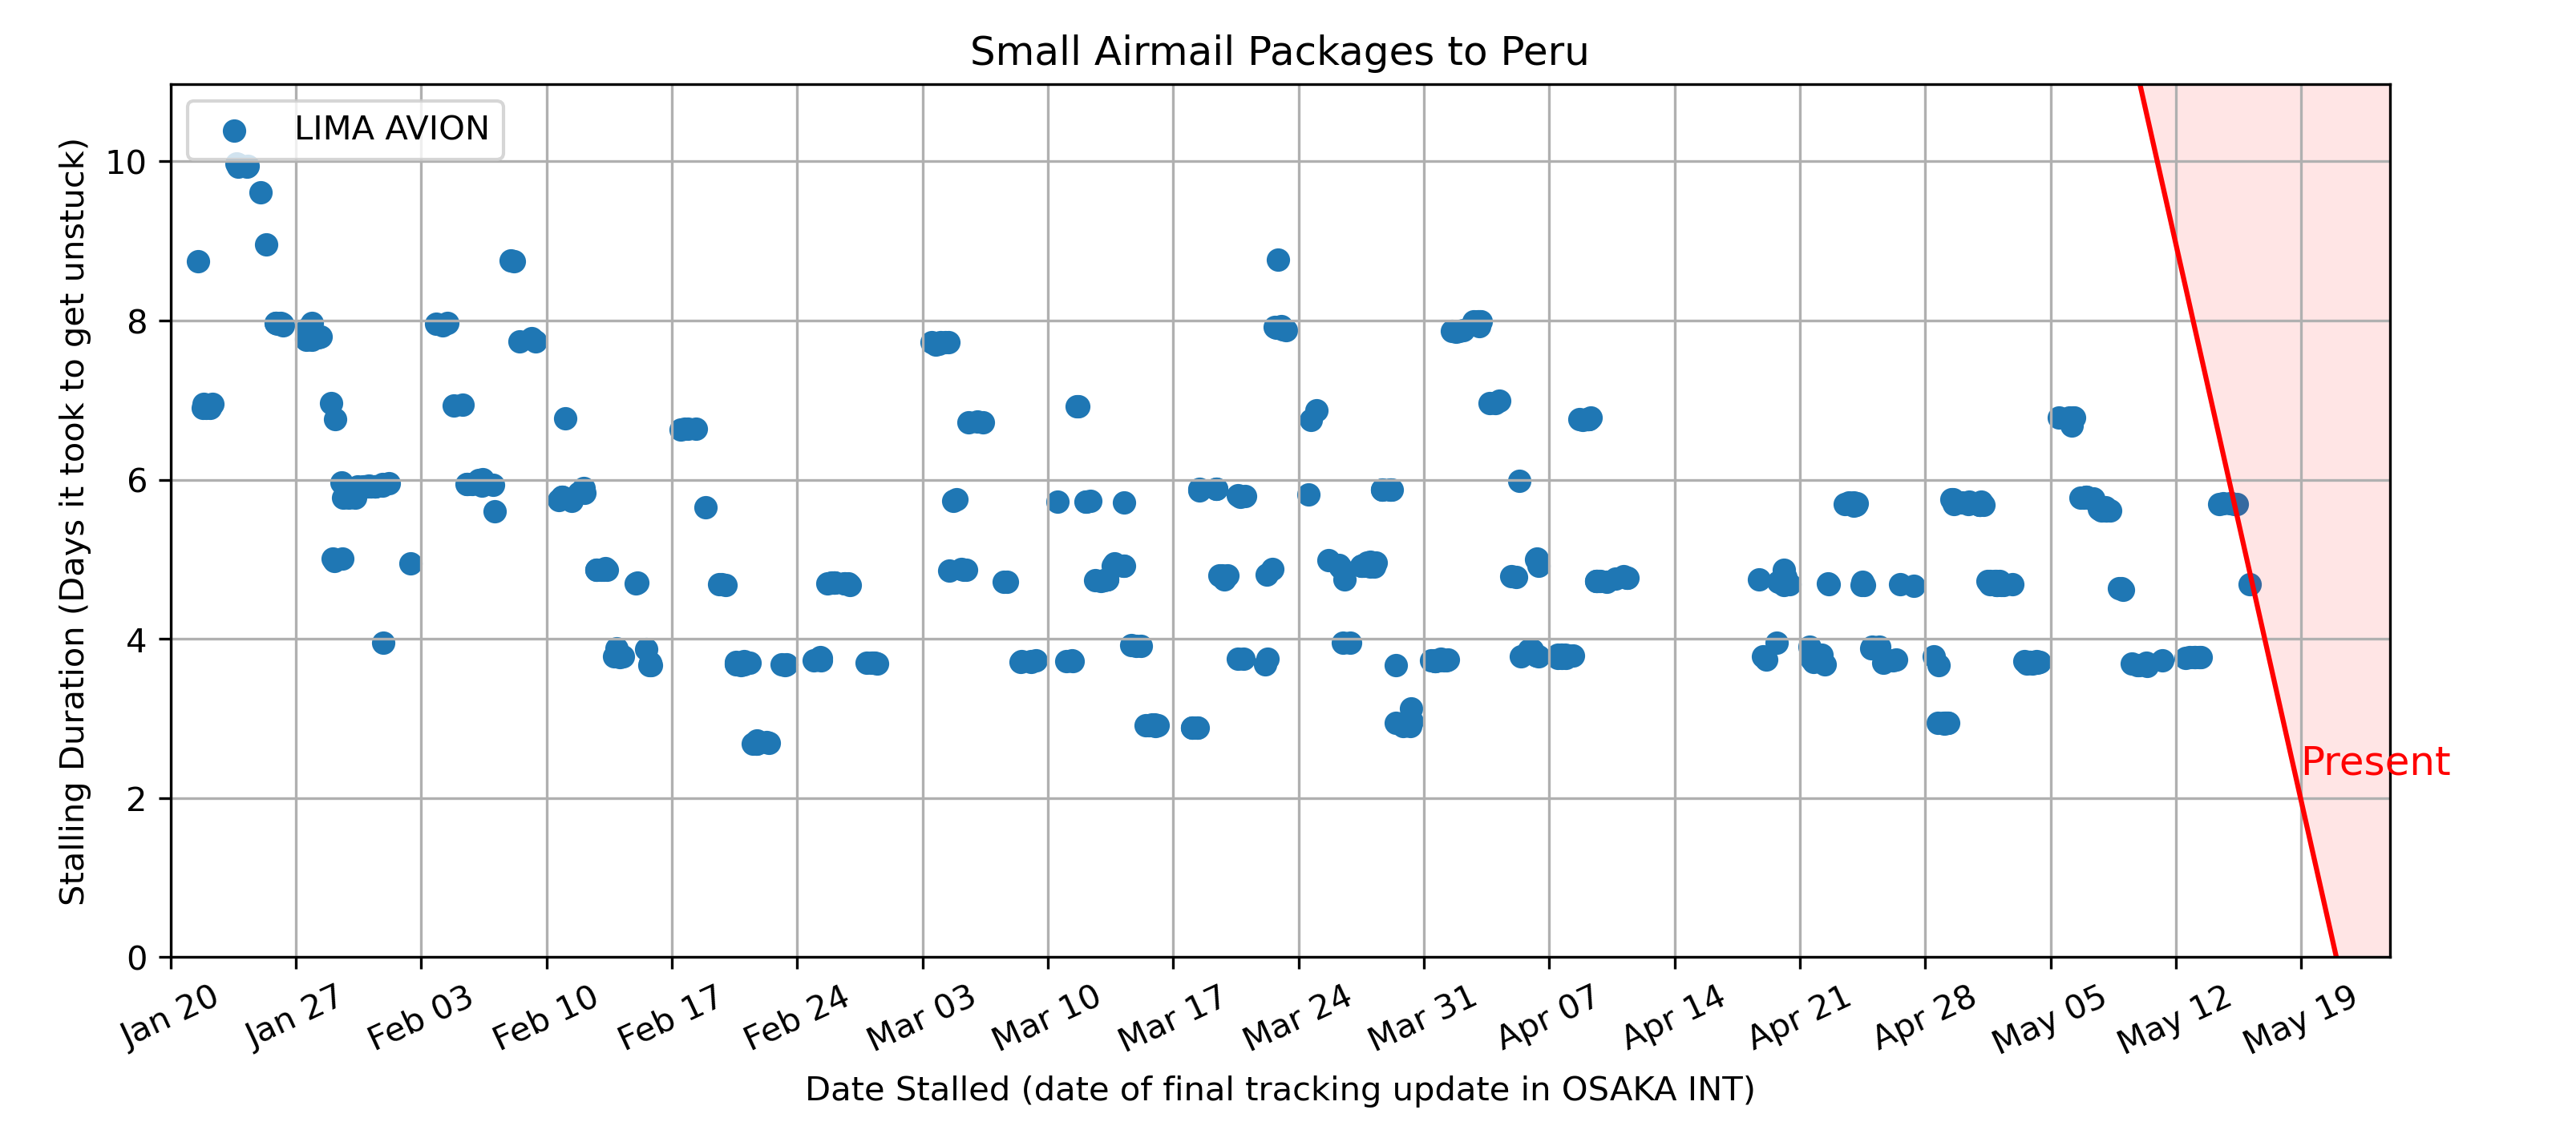 Small Airmail Packages to Peru
LIMA AVION
Stalling Duration (Days it took to get unstuck)
10
8
6
4
2
0
Present
Jan 20
Jan 27
Feb 03
Feb 10
Feb 17
Feb 24
Mar 03
Mar 10
Mar 17
Mar 24
Mar 31
Apr 07
Apr 14
Apr 21
Apr 28
May 05
May 12
May 19
Date Stalled (date of final tracking update in OSAKA INT)